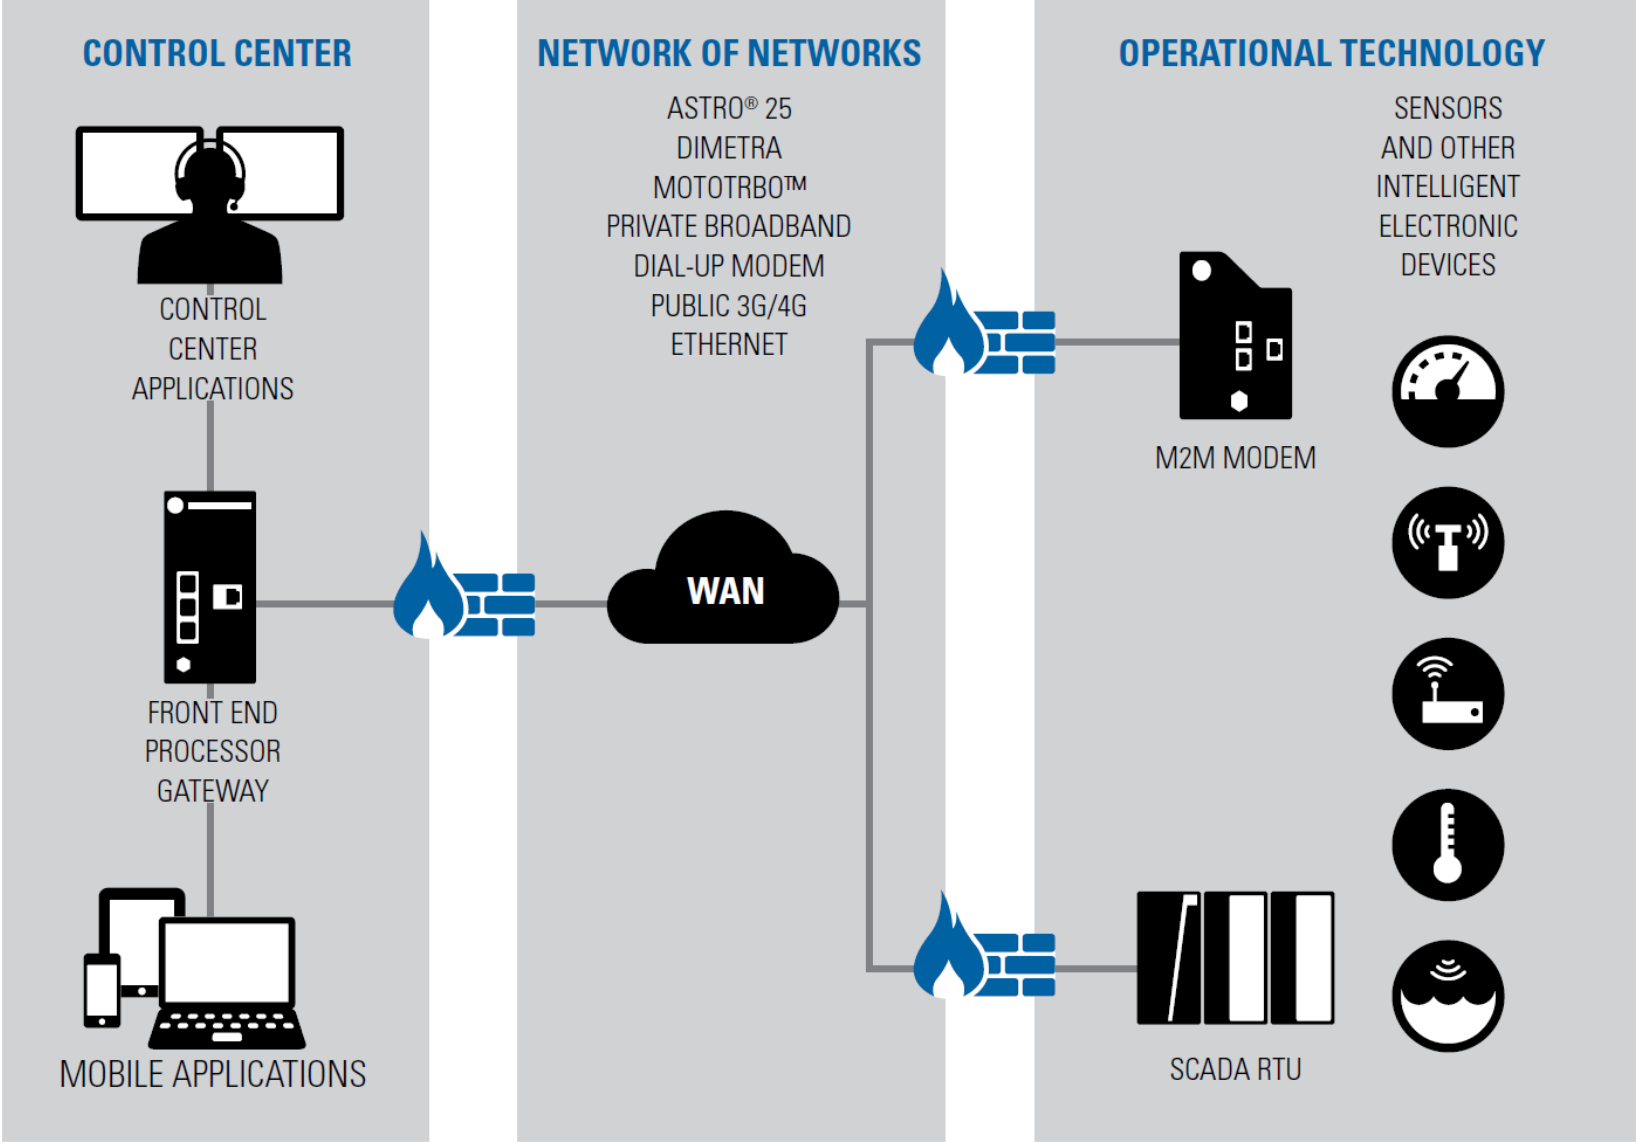 CONTROL CENTER
CONTROL
CENTER
APPLICATIONS
FRONT END
PROCESSOR
GATEWAY
MOBILE APPLICATIONS
NETWORK OF NETWORKS
ASTRO® 25
DIMETRA
MOTOTRBO™
PRIVATE BROADBAND
DIAL-UP MODEM
PUBLIC 3G/4G
ETHERNET
WAN
OPERATIONAL TECHNOLOGY
SENSORS
AND OTHER
INTELLIGENT
ELECTRONIC
DEVICES
M2M MODEM
SCADA RTU